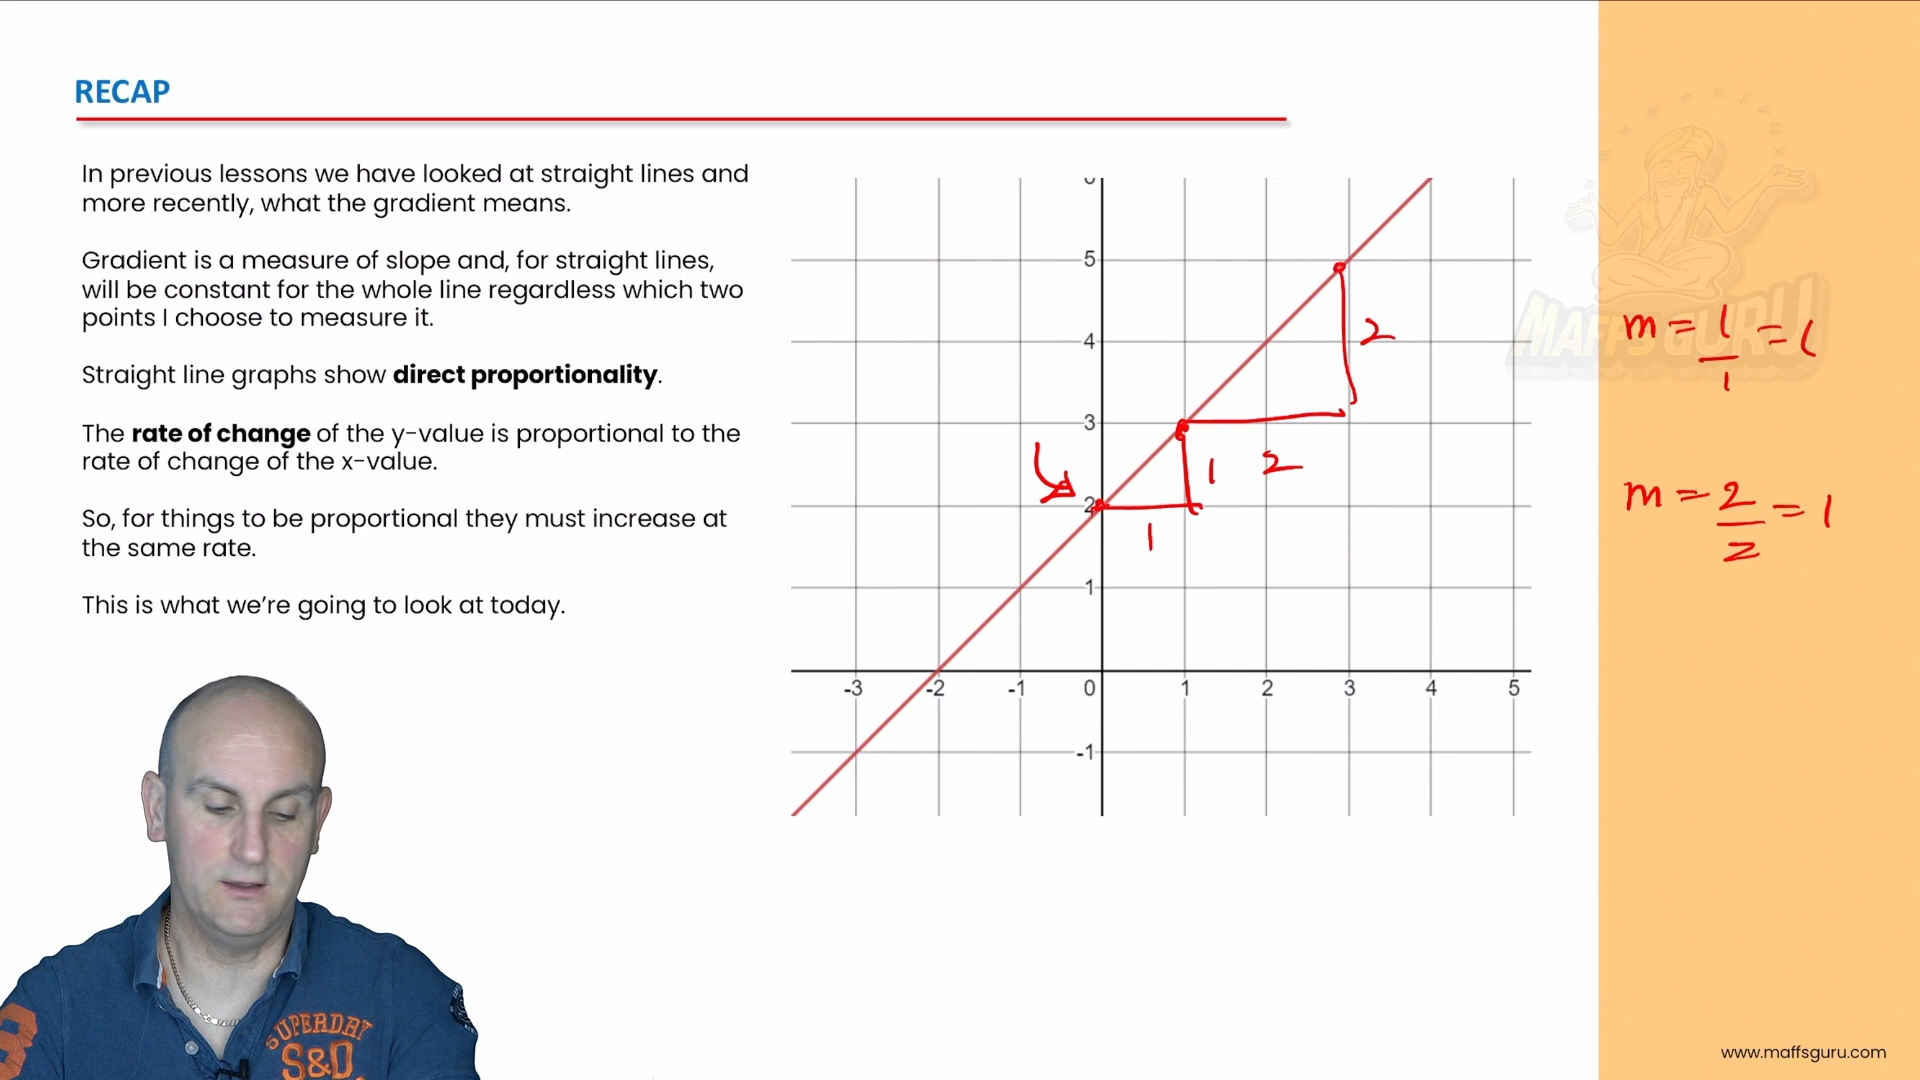 RECAP
In previous lessons we have looked at straight lines and
more recently, what the gradient means.
Gradient is a measure of slope and, for straight lines,
will be constant for the whole line regardless which two
points I choose to measure it.
Straight line graphs show direct proportionality.
The rate of change of the y-value is proportional to the
rate of change of the x-value.
So, for things to be proportional they must increase at
the same rate.
This is what we’re going to look at today.
5
4
3
2
1
-3 -2 -1 0 1 2 3 4 5
-1
2
1 2
1
m = 1/1 = 1
m = 2/2 = 1
MAFFS GURU
SUPERDRY
S&D
3
www.maffsguru.com